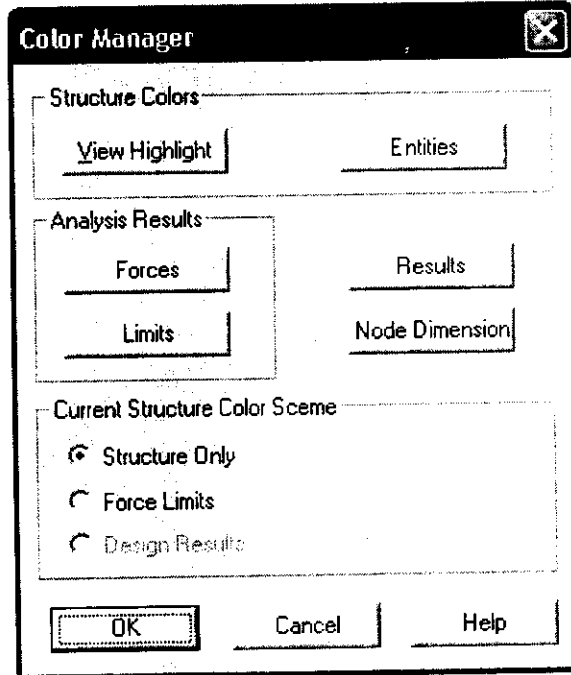 Color Manager
Structure Colors
View Highlight
Entities
Analysis Results
Forces
Results
Limits
Node Dimension
Current Structure Color Sceme
Structure Only
Force Limits
Design Results
OK
Cancel
Help